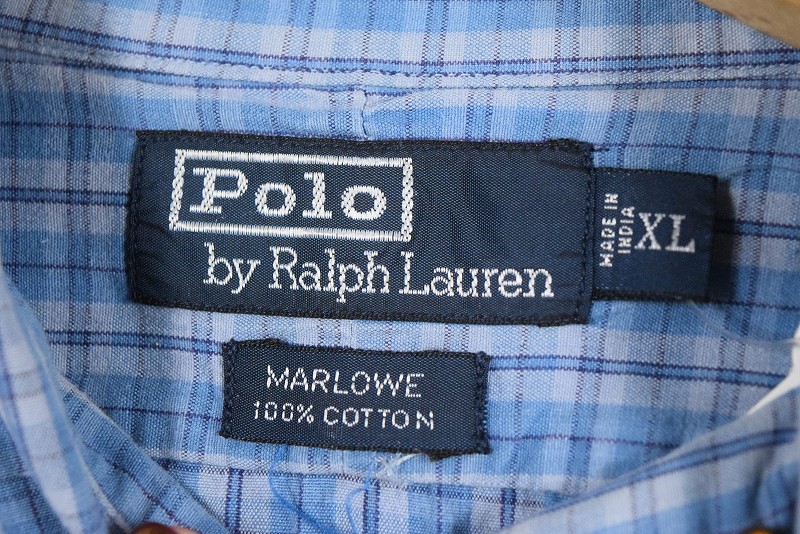 Polo
by Ralph Lauren
MADE IN
INDIA
XL
MARLOWE
100% COTTON